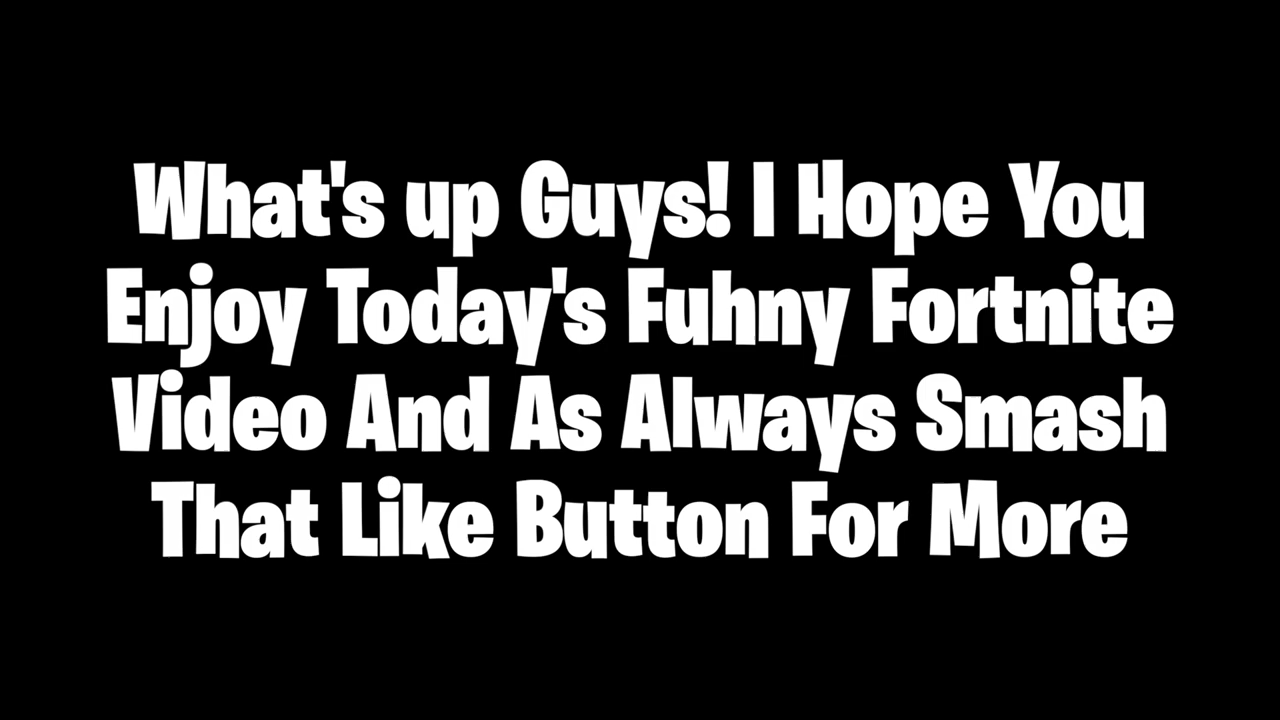 What's up Guys! I Hope You
Enjoy Today's Fuhny Fortnite
Video And As Always Smash
That Like Button For More